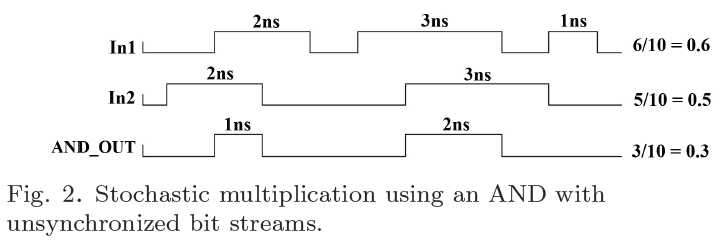 2ns 3ns 1ns
In1 6/10 = 0.6
2ns 3ns
In2 5/10 = 0.5
1ns 2ns
AND_OUT 3/10 = 0.3
Fig. 2. Stochastic multiplication using an AND with
unsynchronized bit streams.